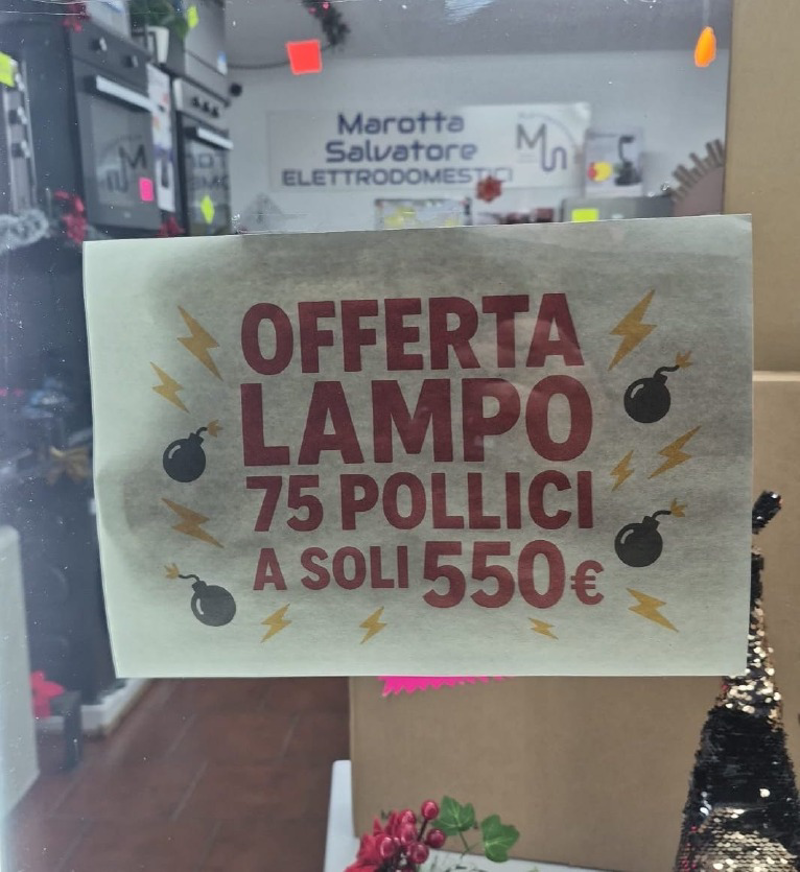 Marotta
Salvatore
ELETTRODOMESTICI
OFFERTA
LAMPO
75 POLLICI
A SOLI 550€